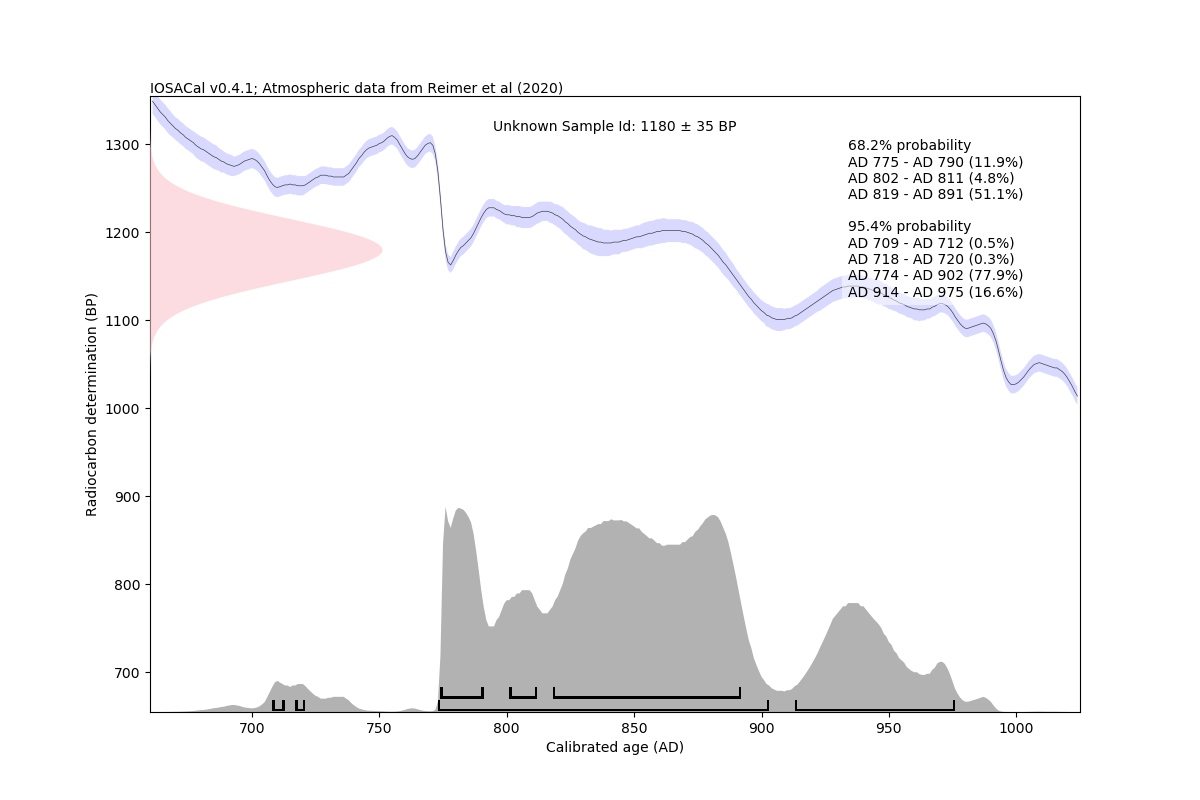 IOSACal v0.4.1; Atmospheric data from Reimer et al (2020)
Unknown Sample Id: 1180 ± 35 BP
68.2% probability
AD 775 - AD 790 (11.9%)
AD 802 - AD 811 (4.8%)
AD 819 - AD 891 (51.1%)
95.4% probability
AD 709 - AD 712 (0.5%)
AD 718 - AD 720 (0.3%)
AD 774 - AD 902 (77.9%)
AD 914 - AD 975 (16.6%)
Radiocarbon determination (BP)
1300
1200
1100
1000
900
800
700
700 750 800 850 900 950 1000
Calibrated age (AD)